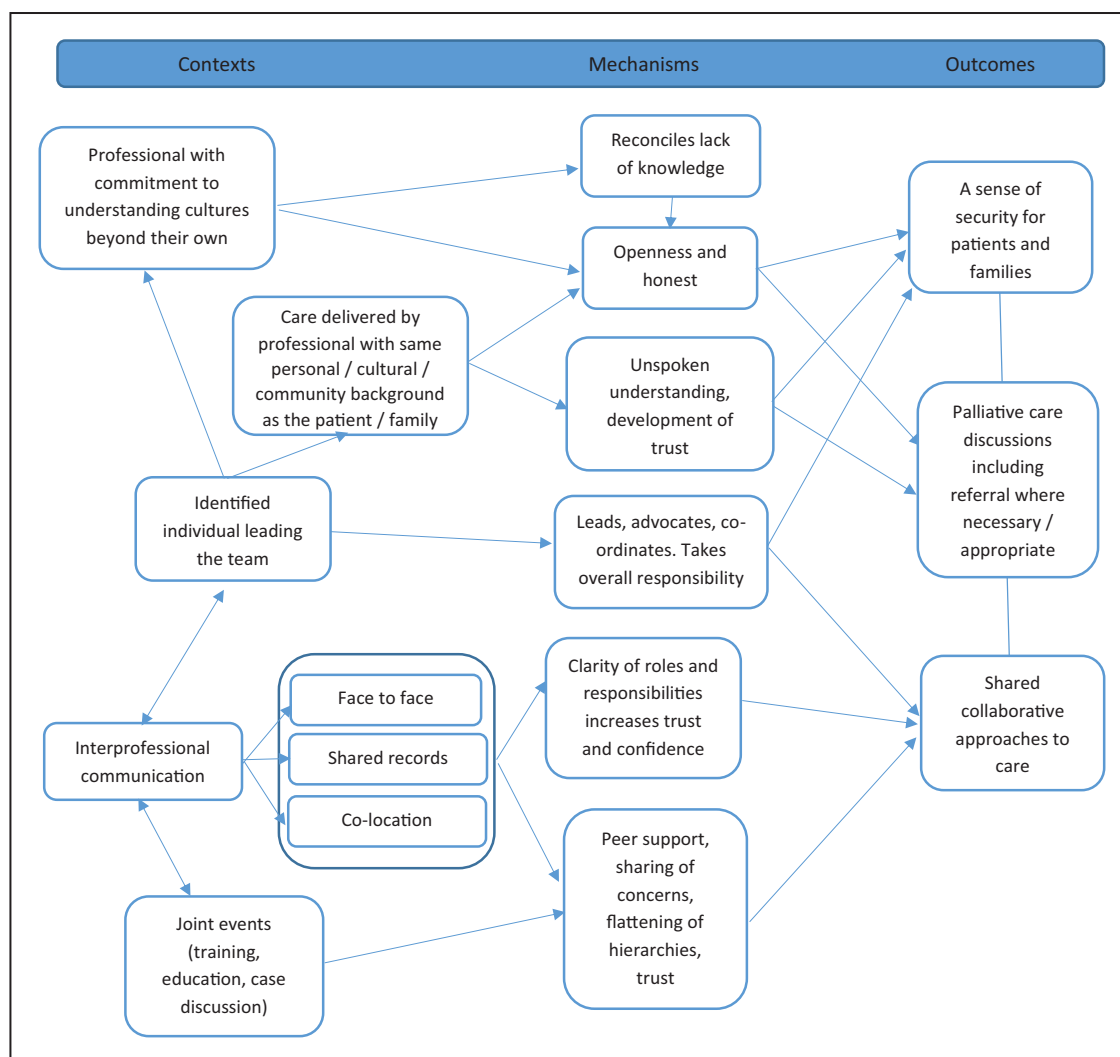 Contexts
Mechanisms
Outcomes
Professional with
commitment to
understanding cultures
beyond their own
Care delivered by
professional with same
personal / cultural /
community background
as the patient / family
Identified
individual leading
the team
Interprofessional
communication
Face to face
Shared records
Co-location
Joint events
(training,
education, case
discussion)
Reconciles lack
of knowledge
Openness and
honest
Unspoken
understanding,
development of
trust
Leads, advocates, co-
ordinates. Takes
overall responsibility
Clarity of roles and
responsibilities
increases trust
and confidence
Peer support,
sharing of
concerns,
flattening of
hierarchies,
trust
A sense of
security for
patients and
families
Palliative care
discussions
including
referral where
necessary /
appropriate
Shared
collaborative
approaches to
care